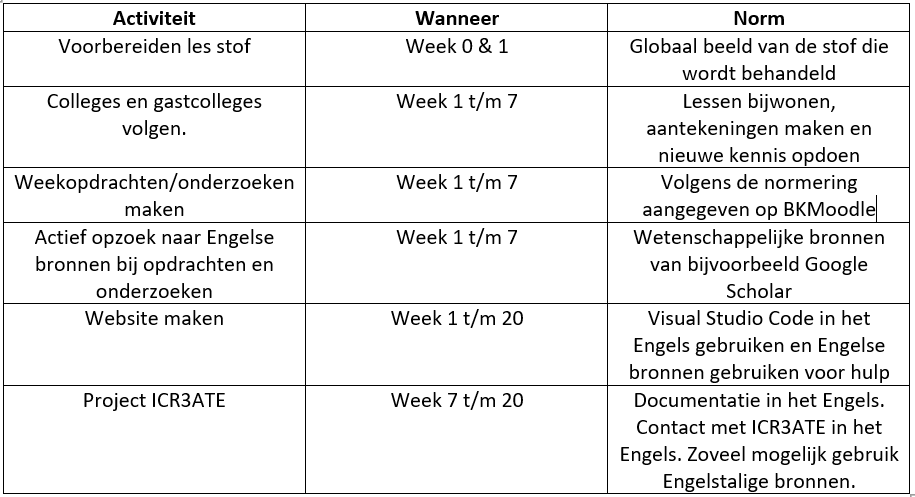 Activiteit Wanneer Norm
Voorbereiden les stof Week 0 & 1 Globaal beeld van de stof die
wordt behandeld
Colleges en gastcolleges Week 1 t/m 7 Lessen bijwonen,
volgen. aantekeningen maken en
nieuwe kennis opdoen
Weekopdrachten/onderzoeken Week 1 t/m 7 Volgens de normering
maken aangegeven op BKMoodle
Actief opzoek naar Engelse Week 1 t/m 7 Wetenschappelijke bronnen
bronnen bij opdrachten en van bijvoorbeeld Google
onderzoeken Scholar
Website maken Week 1 t/m 20 Visual Studio Code in het
Engels gebruiken en Engelse
bronnen gebruiken voor hulp
Project ICR3ATE Week 7 t/m 20 Documentatie in het Engels.
Contact met ICR3ATE in het
Engels. Zoveel mogelijk gebruik
Engelstalige bronnen.